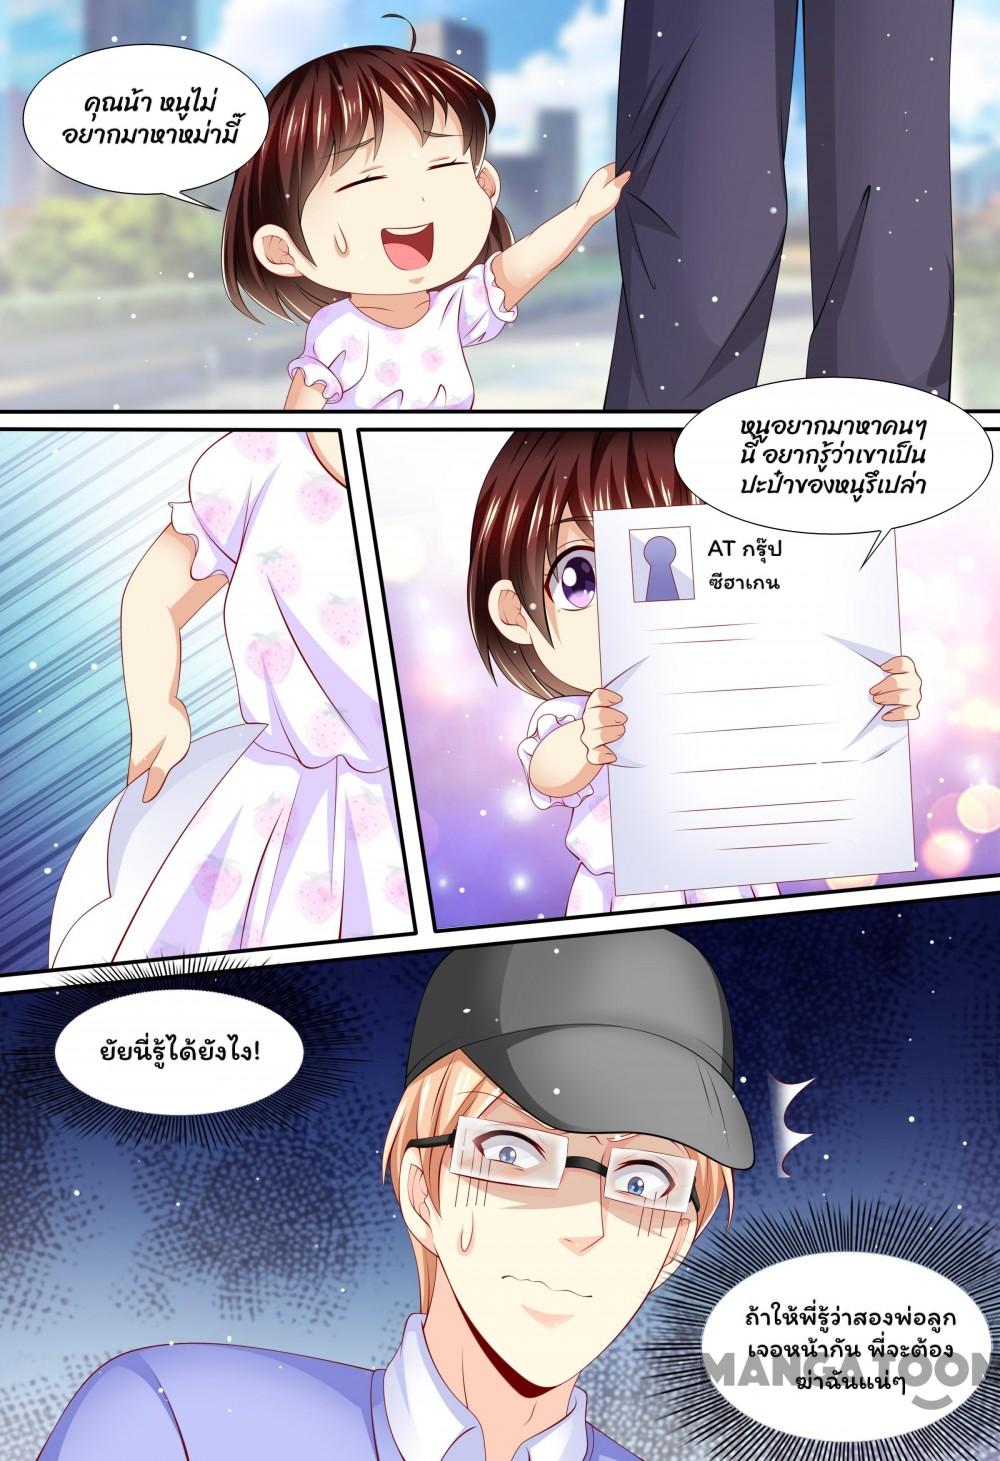 คุณน้า หนูไม่
อยากมาหาหม่ามี๊
หนูอยากมาหาคนๆ
นี้ อยากรู้ว่าเขาเป็น
ปะป๋าของหนูรึเปล่า
AT กรุ๊ป
ซีฮาเกน
ยัยนี่รู้ได้ยังไง!
ถ้าให้พี่รู้ว่าสองพ่อลูก
เจอหน้ากัน พี่จะต้อง
ฆ่าฉันแน่ๆ
MANGATOON